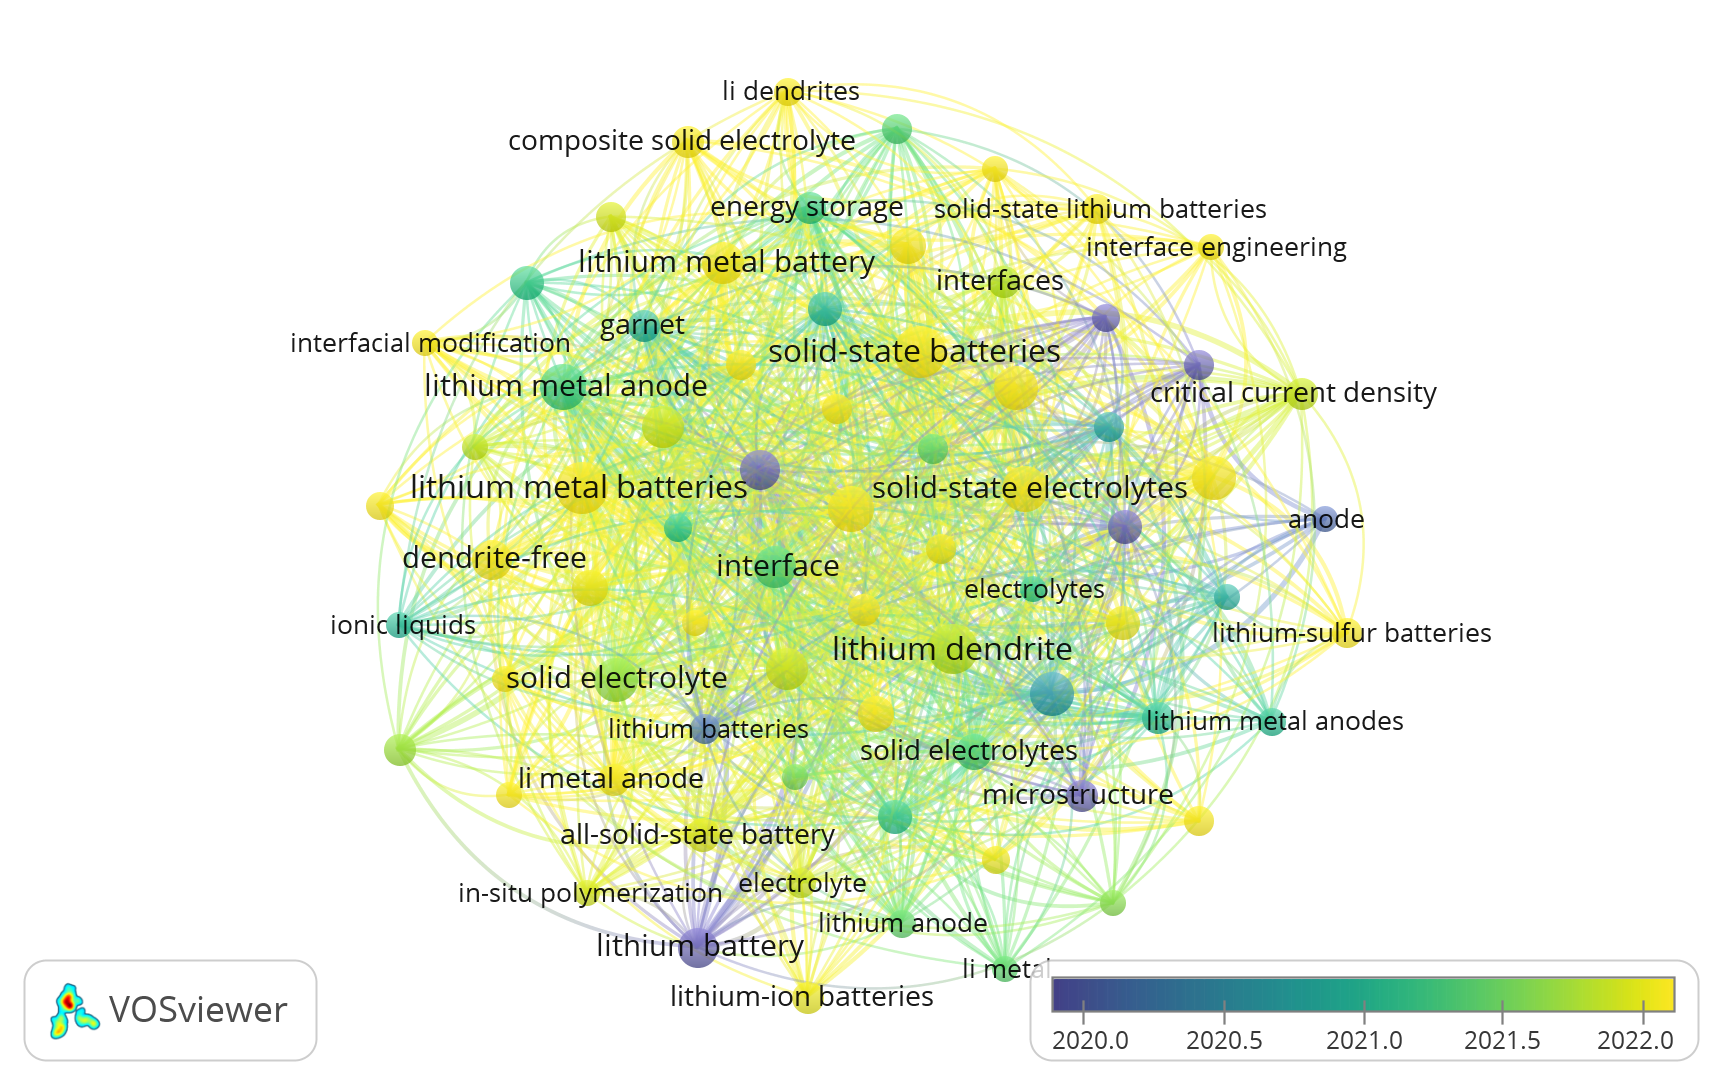 li dendrites
composite solid electrolyte
energy storage
solid-state lithium batteries
interface engineering
lithium metal battery
interfaces
garnet
interfacial modification
solid-state batteries
lithium metal anode
critical current density
lithium metal batteries
solid-state electrolytes
anode
dendrite-free
interface
electrolytes
ionic liquids
lithium-sulfur batteries
lithium dendrite
solid electrolyte
lithium metal anodes
lithium batteries
solid electrolytes
li metal anode
microstructure
all-solid-state battery
electrolyte
in-situ polymerization
lithium anode
lithium battery
li metal
lithium-ion batteries
VOSviewer
2020.0 2020.5 2021.0 2021.5 2022.0